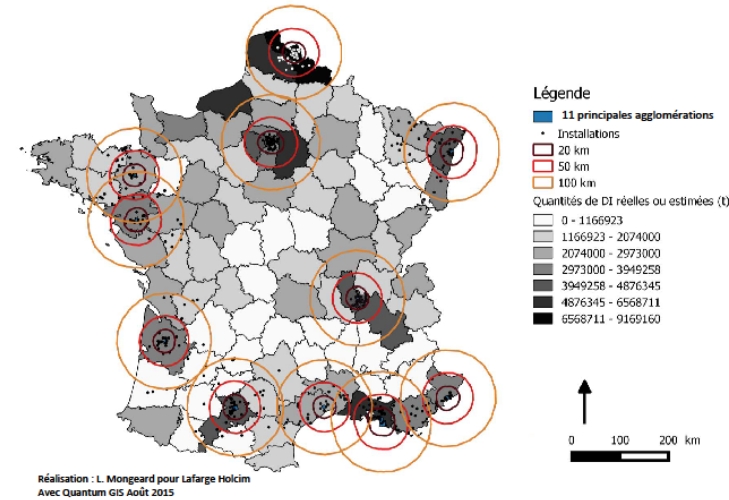 Légende
11 principales agglomérations
Installations
20 km
50 km
100 km
Quantités de DI réelles ou estimées (t)
0 - 1166923
1166923 - 2074000
2074000 - 2973000
2973000 - 3949258
3949258 - 4876345
4876345 - 6568711
6568711 - 9169160
0 100 200 km
Réalisation : L. Mongeard pour Lafarge Holcim
Avec Quantum GIS Août 2015